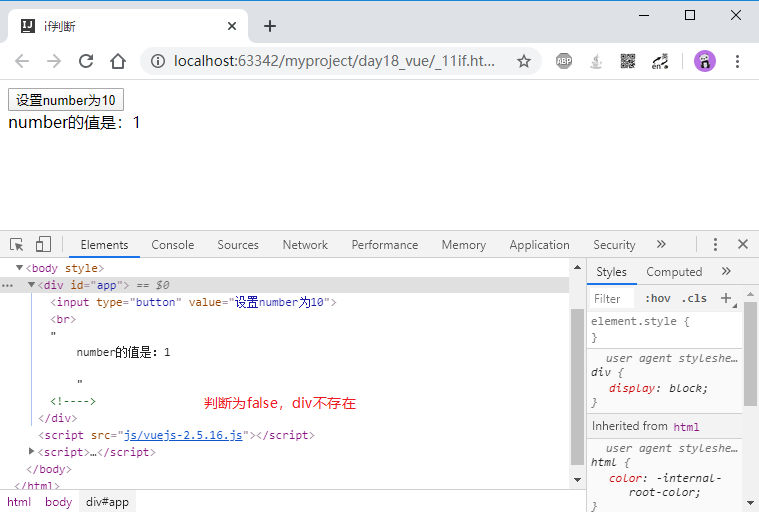 if判断
localhost:63342/myproject/day18_vue/_11if.ht...
ABP
en
设置number为10
number的值是：1
Elements Console Sources Network Performance Memory Application Security »
<body style>
<div id="app"> == $0
<input type="button" value="设置number为10">
<br>
"
number的值是：1
"
<!---->
判断为false，div不存在
</div>
<script src="js/vuejs-2.5.16.js"></script>
<script>…</script>
</body>
</html>
html body div#app
Styles Computed »
Filter :hov .cls +
element.style {
}
user agent styleshe…
div {
display: block;
}
Inherited from html
user agent styleshe…
html {
color: -internal-
root-color;
}